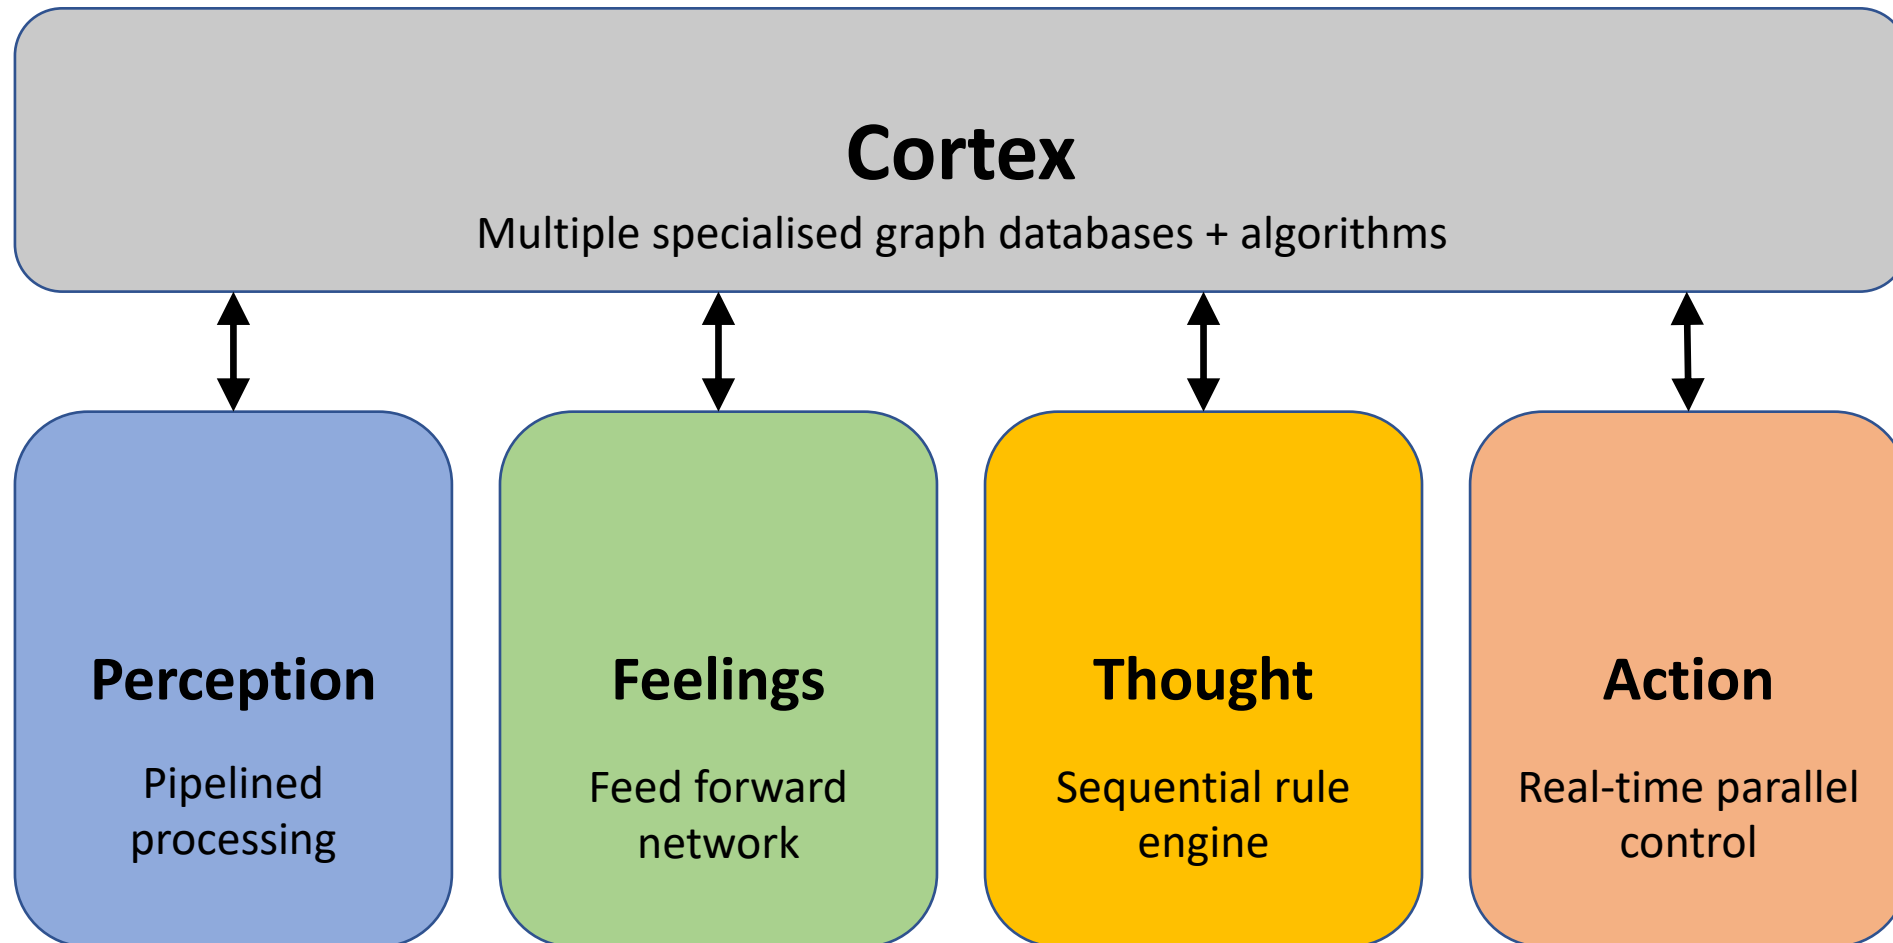 Cortex
Multiple specialised graph databases + algorithms
Perception
Pipelined
processing
Feelings
Feed forward
network
Thought
Sequential rule
engine
Action
Real-time parallel
control